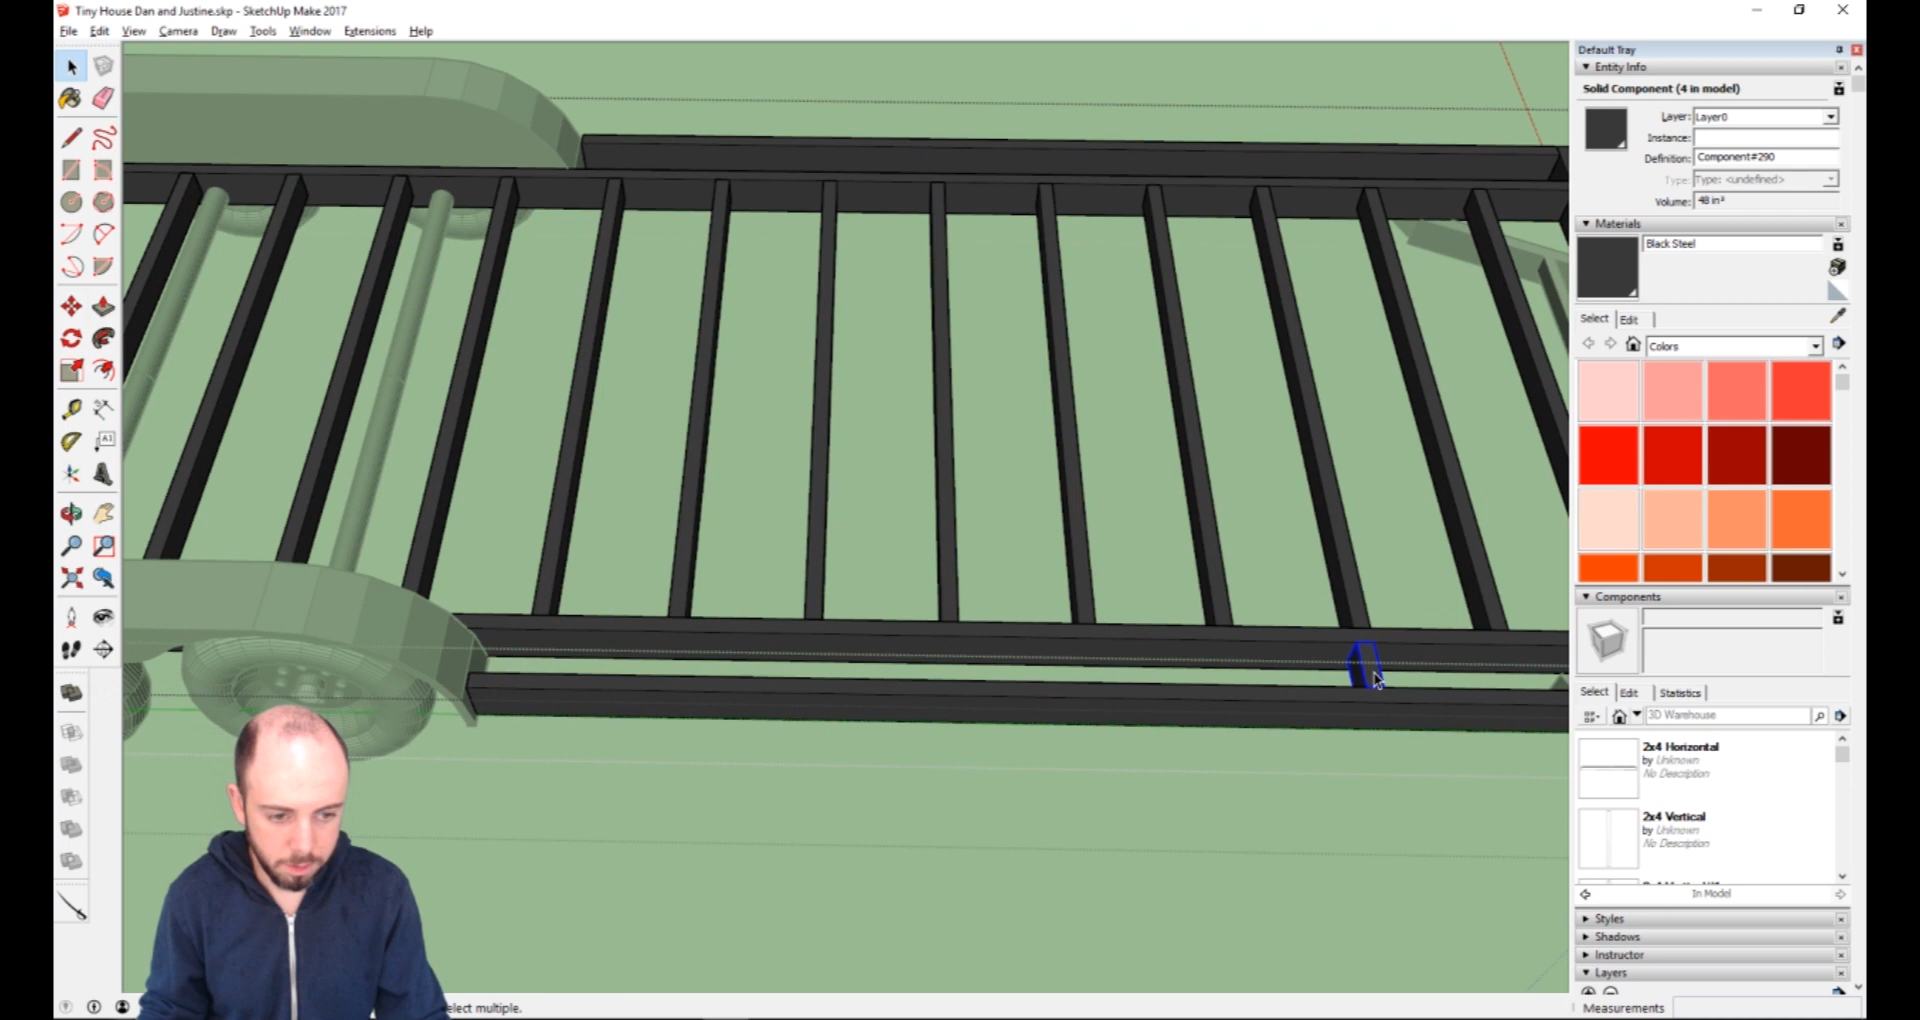 Tiny House Dan and Justine.skp - SketchUp Make 2017
File Edit View Camera Draw Tools Window Extensions Help
Default Tray
Entity Info
Solid Component (4 in model)
Layer: Layer0
Instance:
Definition: Component#290
Type: Type: <undefined>
Volume: 48 in³
Materials
Black Steel
Select Edit
Colors
Components
Select Edit Statistics
3D Warehouse
2x4 Horizontal
by Unknown
No Description
2x4 Vertical
by Unknown
No Description
In Model
Styles
Shadows
Instructor
Layers
elect multiple.
Measurements